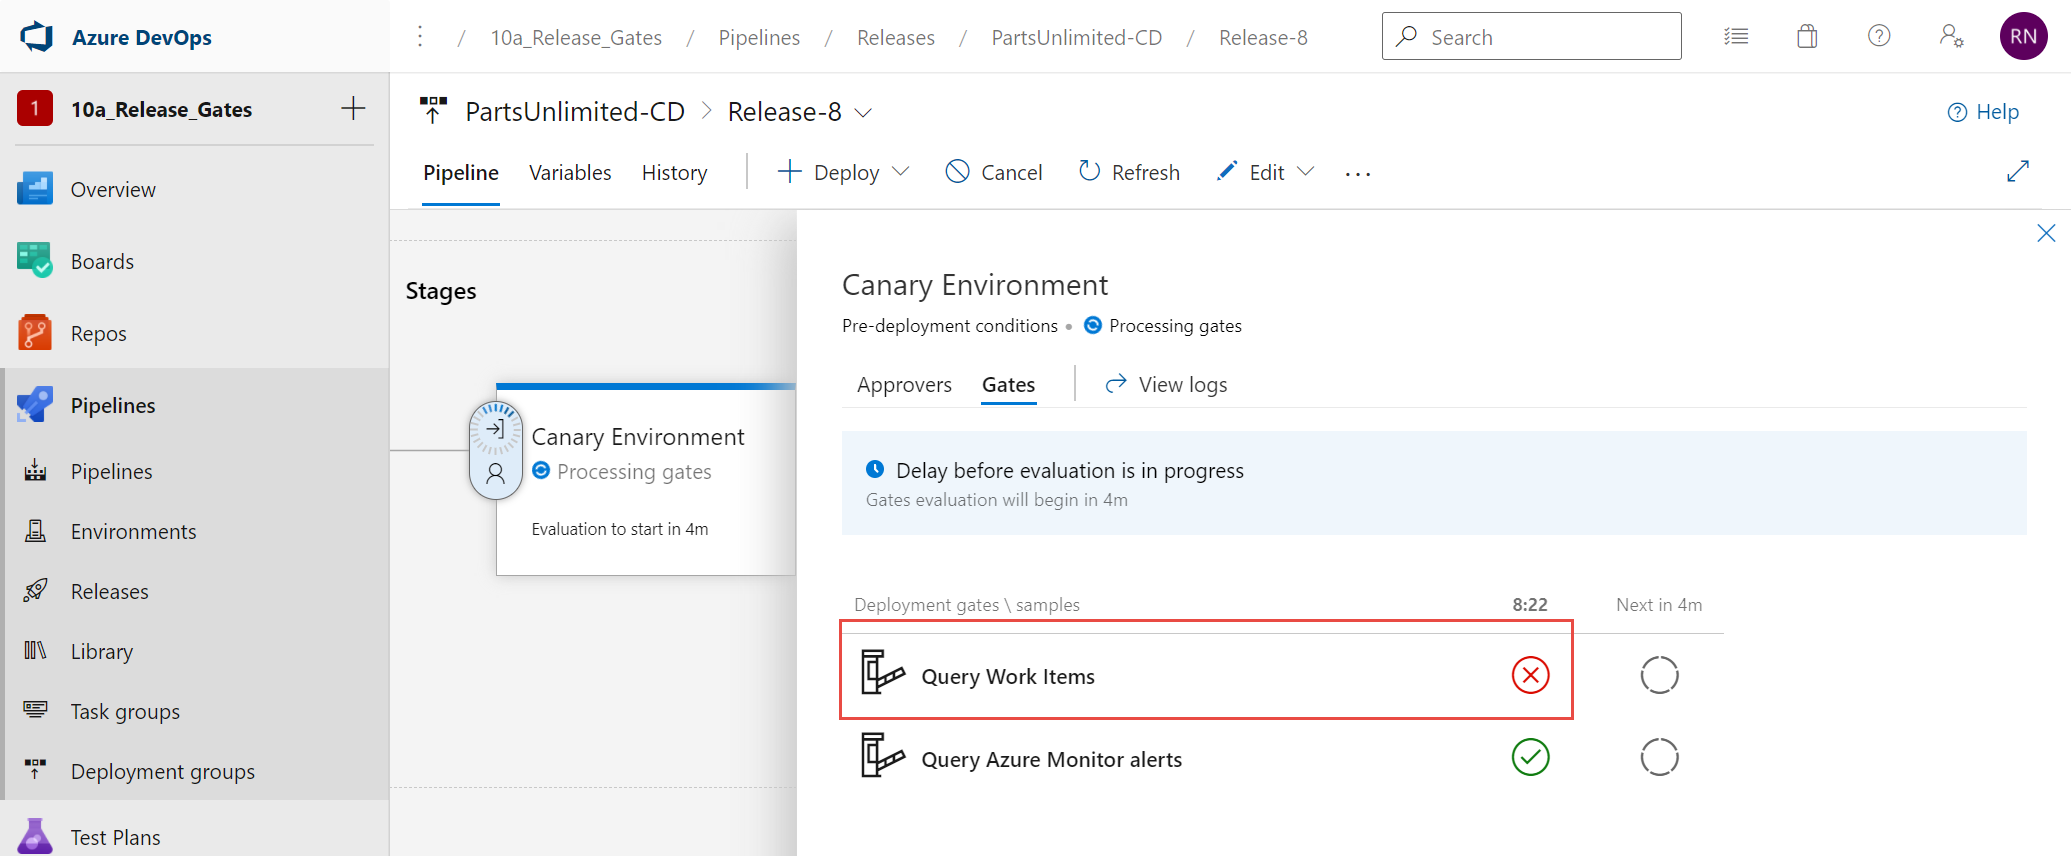 Azure DevOps
/ 10a_Release_Gates / Pipelines / Releases / PartsUnlimited-CD / Release-8
Search
RN
1 10a_Release_Gates
PartsUnlimited-CD > Release-8
Help
Pipeline Variables History Deploy Cancel Refresh Edit ...
Overview
Boards
Repos
Pipelines
Pipelines
Environments
Releases
Library
Task groups
Deployment groups
Test Plans
Stages
Canary Environment
Processing gates
Evaluation to start in 4m
Canary Environment
Pre-deployment conditions • Processing gates
Approvers Gates View logs
Delay before evaluation is in progress
Gates evaluation will begin in 4m
Deployment gates \ samples 8:22 Next in 4m
Query Work Items
Query Azure Monitor alerts